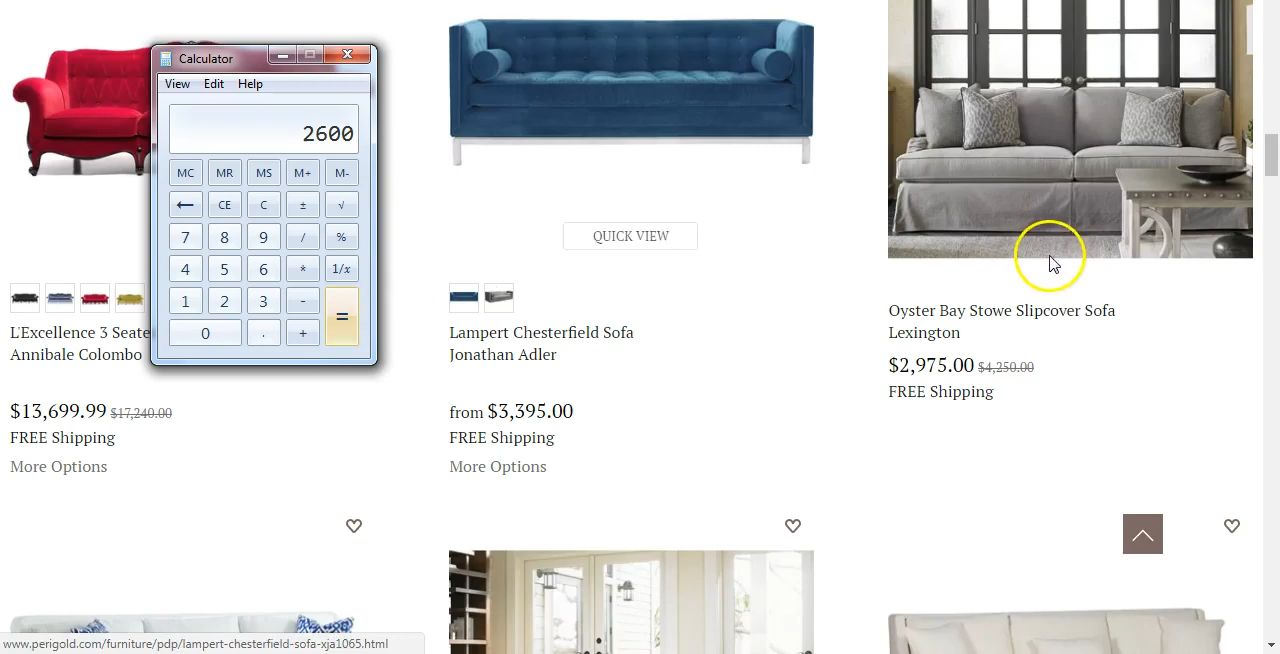 Calculator
View Edit Help
2600
MC MR MS M+ M-
← CE C ± √
7 8 9 / %
4 5 6 * 1/x
1 2 3 - =
0 . +
L'Excellence 3 Seate
Annibale Colombo
$13,699.99 $17,240.00
FREE Shipping
More Options
QUICK VIEW
Lampert Chesterfield Sofa
Jonathan Adler
from $3,395.00
FREE Shipping
More Options
Oyster Bay Stowe Slipcover Sofa
Lexington
$2,975.00 $4,250.00
FREE Shipping
www.perigold.com/furniture/pdp/lampert-chesterfield-sofa-xja1065.html